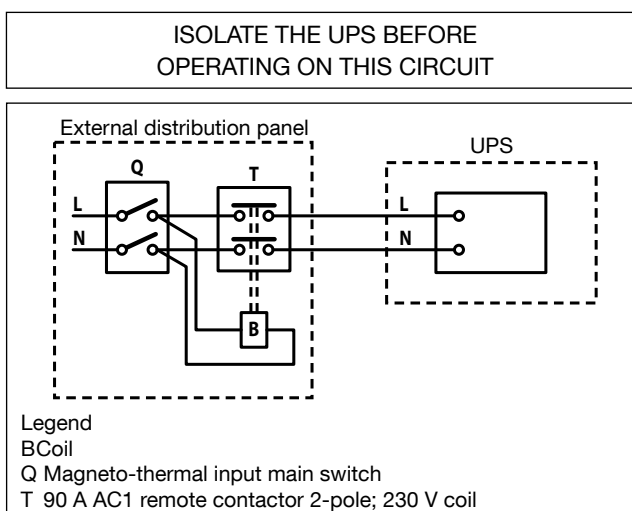 ISOLATE THE UPS BEFORE
OPERATING ON THIS CIRCUIT
External distribution panel
UPS
Q
T
L
L
N
N
B
Legend
BCoil
Q Magneto-thermal input main switch
T 90 A AC1 remote contactor 2-pole; 230 V coil